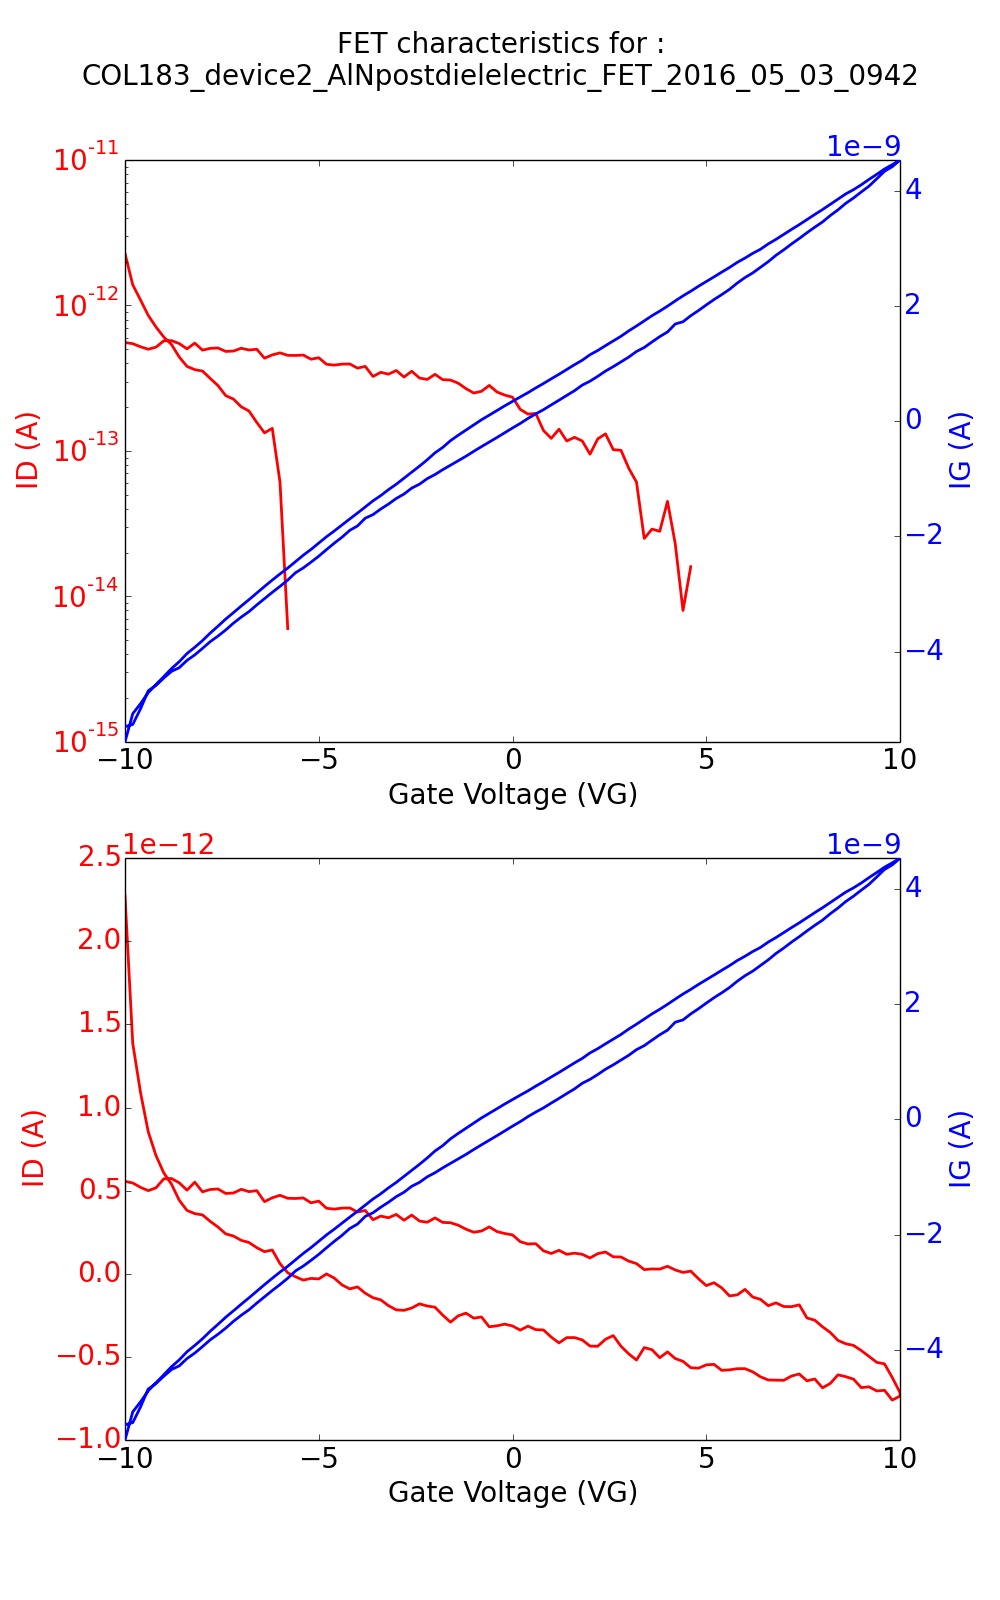 FET characteristics for :
COL183_device2_AlNpostdielelectric_FET_2016_05_03_0942
1e−9
10^-11
10^-12
10^-13
10^-14
10^-15
ID (A)
4
2
0
−2
−4
IG (A)
−10 −5 0 5 10
Gate Voltage (VG)
1e−12
1e−9
2.5
2.0
1.5
1.0
0.5
0.0
−0.5
−1.0
ID (A)
4
2
0
−2
−4
IG (A)
−10 −5 0 5 10
Gate Voltage (VG)